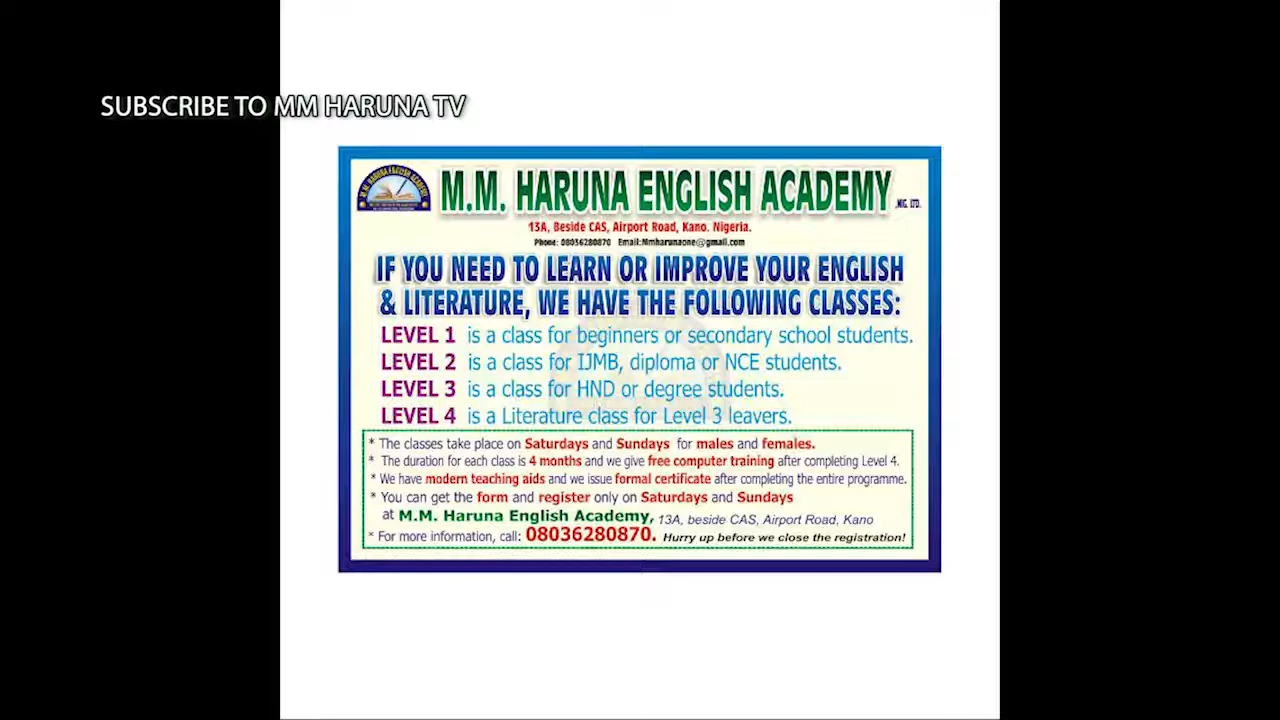 SUBSCRIBE TO MM HARUNA TV
M.M. HARUNA ENGLISH ACADEMY NIG. LTD.
13A, Beside CAS, Airport Road, Kano. Nigeria.
Phone: 08036280870 Email:Mmharunaone@gmail.com
IF YOU NEED TO LEARN OR IMPROVE YOUR ENGLISH
& LITERATURE, WE HAVE THE FOLLOWING CLASSES:
LEVEL 1 is a class for beginners or secondary school students.
LEVEL 2 is a class for IJMB, diploma or NCE students.
LEVEL 3 is a class for HND or degree students.
LEVEL 4 is a Literature class for Level 3 leavers.
* The classes take place on Saturdays and Sundays for males and females.
* The duration for each class is 4 months and we give free computer training after completing Level 4.
* We have modern teaching aids and we issue formal certificate after completing the entire programme.
* You can get the form and register only on Saturdays and Sundays
at M.M. Haruna English Academy, 13A, beside CAS, Airport Road, Kano
* For more information, call: 08036280870. Hurry up before we close the registration!